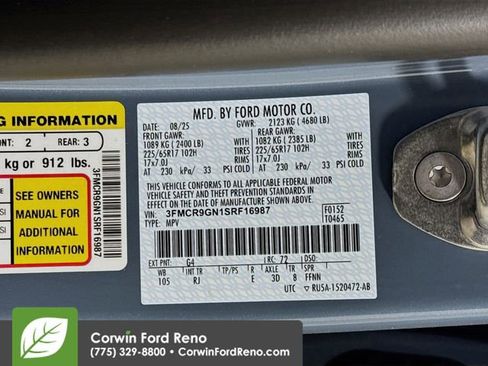 G INFORMATION
ONT: 2 REAR: 3
kg or 912 lbs.
SEE OWNERS
MANUAL FOR
ADDITIONAL
INFORMATION
3FMCR9GN1SRF16987
MFD. BY FORD MOTOR CO.
DATE: 08/25 GVWR: 2123 KG ( 4680 LB)
FRONT GAWR: REAR GAWR:
1089 KG ( 2400 LB) 1082 KG ( 2385 LB)
225/65R17 102H TIRES 225/65R17 102H
17x7.0J RIMS 17x7.0J
AT 230 kPa/ 33 PSI COLD AT 230 kPa/ 33 PSI COLD
THIS VEHICLE CONFORMS TO ALL APPLICABLE FEDERAL MOTOR
VEHICLE SAFETY AND THEFT PREVENTION STANDARDS IN
EFFECT ON THE DATE OF MANUFACTURE SHOWN ABOVE.
VIN: 3FMCR9GN1SRF16987 F0152
TYPE: MPV T0465
EXT PNT: G4 RC: 72
WB INT TR TP/PS R AXLE TR SPR
105 RJ E 3D 8 FFNN
UTC RU5A-1520472-AB
Corwin Ford Reno
(775) 329-8800 • CorwinFordReno.com